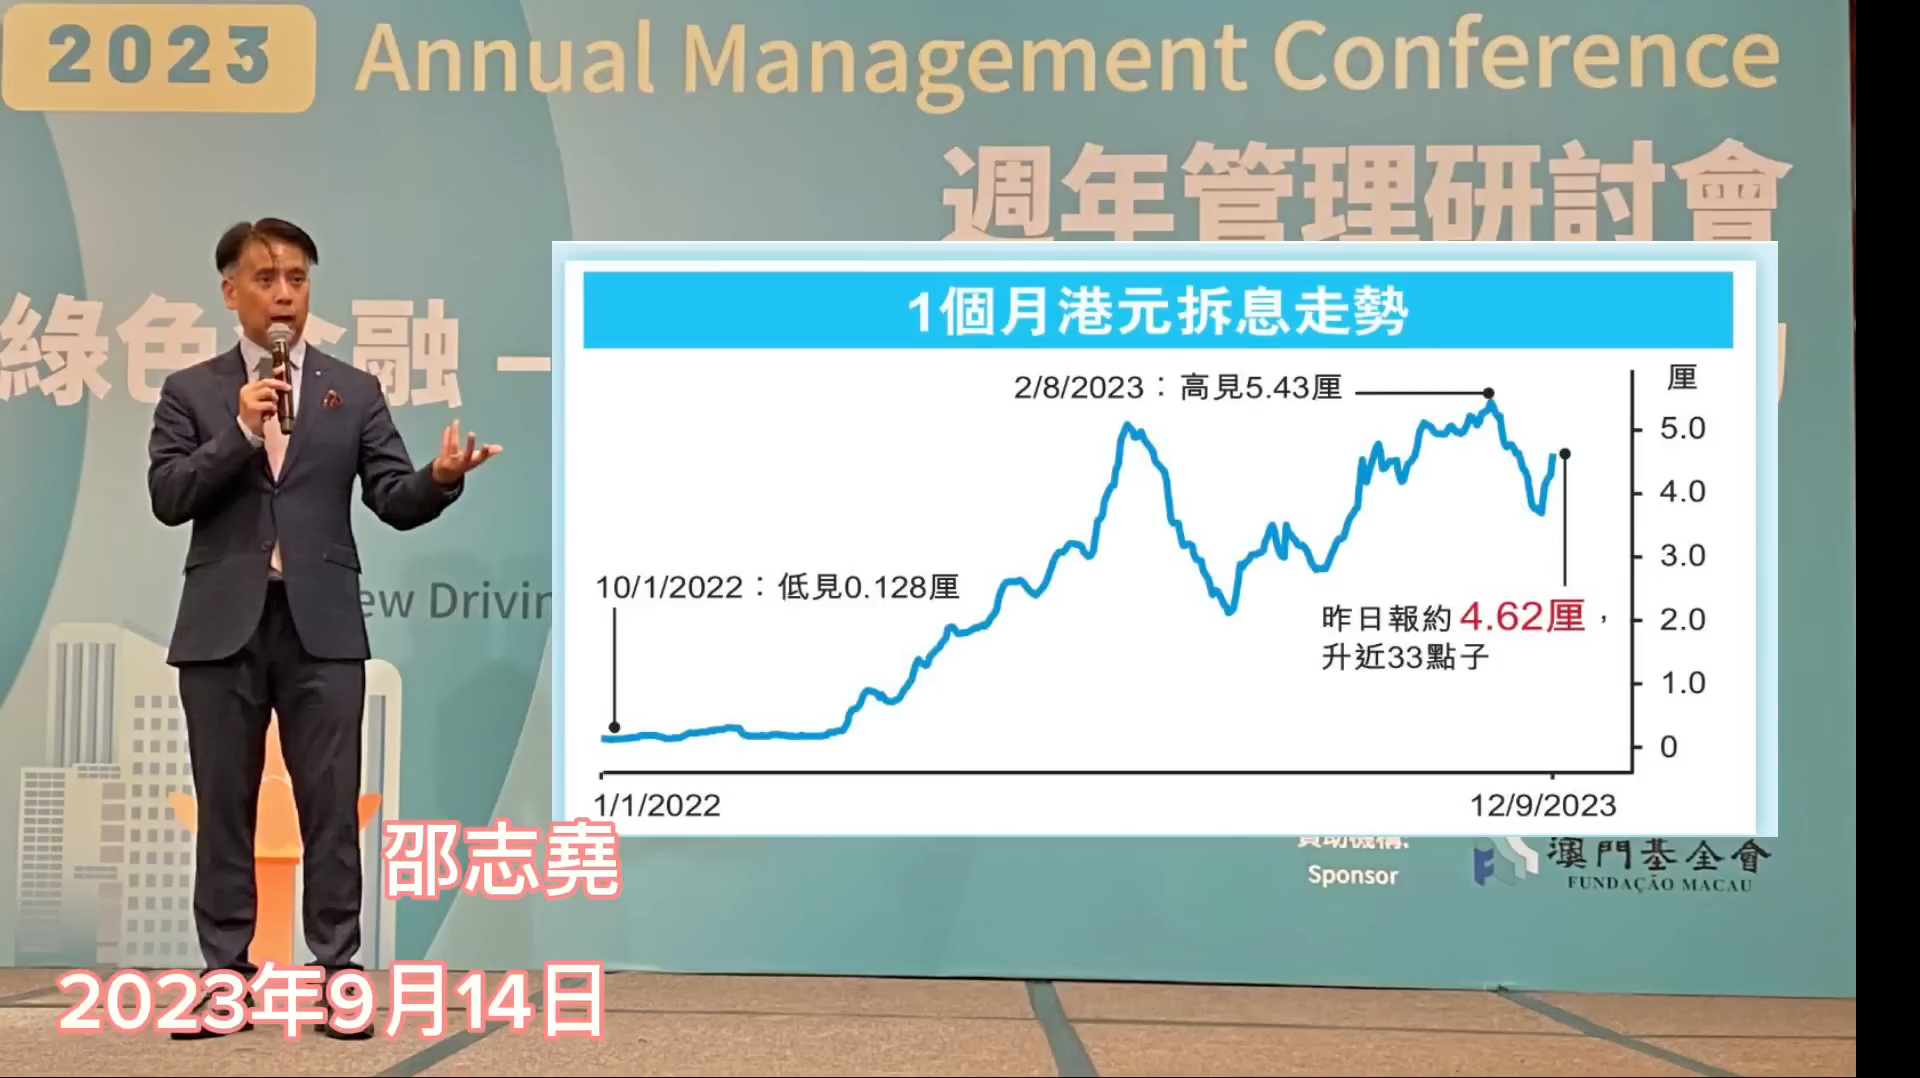 2023 Annual Management Conference
週年管理研討會
綠色金融 —
ew Drivin
1個月港元拆息走勢
2/8/2023：高見5.43厘
厘
5.0
4.0
3.0
2.0
1.0
0
10/1/2022：低見0.128厘
昨日報約 4.62厘，
升近33點子
1/1/2022
12/9/2023
資助機構:
Sponsor
澳門基金會
FUNDAÇÃO MACAU
邵志堯
2023年9月14日